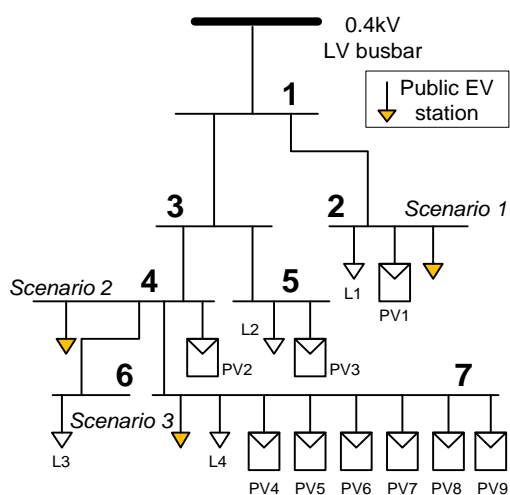 0.4kV
LV busbar
Public EV
station
1
3
2
Scenario 1
L1
PV1
Scenario 2
4
5
L2
PV2
PV3
6
7
Scenario 3
L3
L4
PV4
PV5
PV6
PV7
PV8
PV9